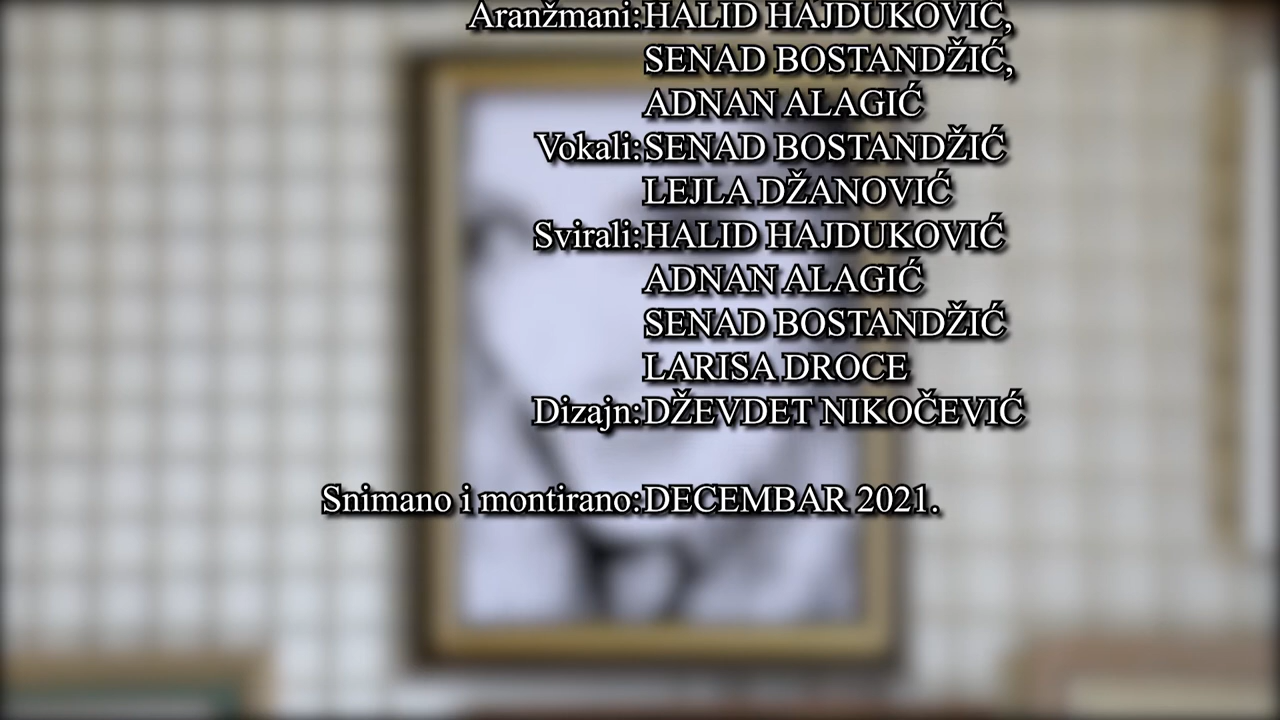 Aranžmani:HALID HAJDUKOVIĆ,
SENAD BOSTANDŽIĆ,
ADNAN ALAGIĆ
Vokali:SENAD BOSTANDŽIĆ
LEJLA DŽANOVIĆ
Svirali:HALID HAJDUKOVIĆ
ADNAN ALAGIĆ
SENAD BOSTANDŽIĆ
LARISA DROCE
Dizajn:DŽEVDET NIKOČEVIĆ
Snimano i montirano:DECEMBAR 2021.